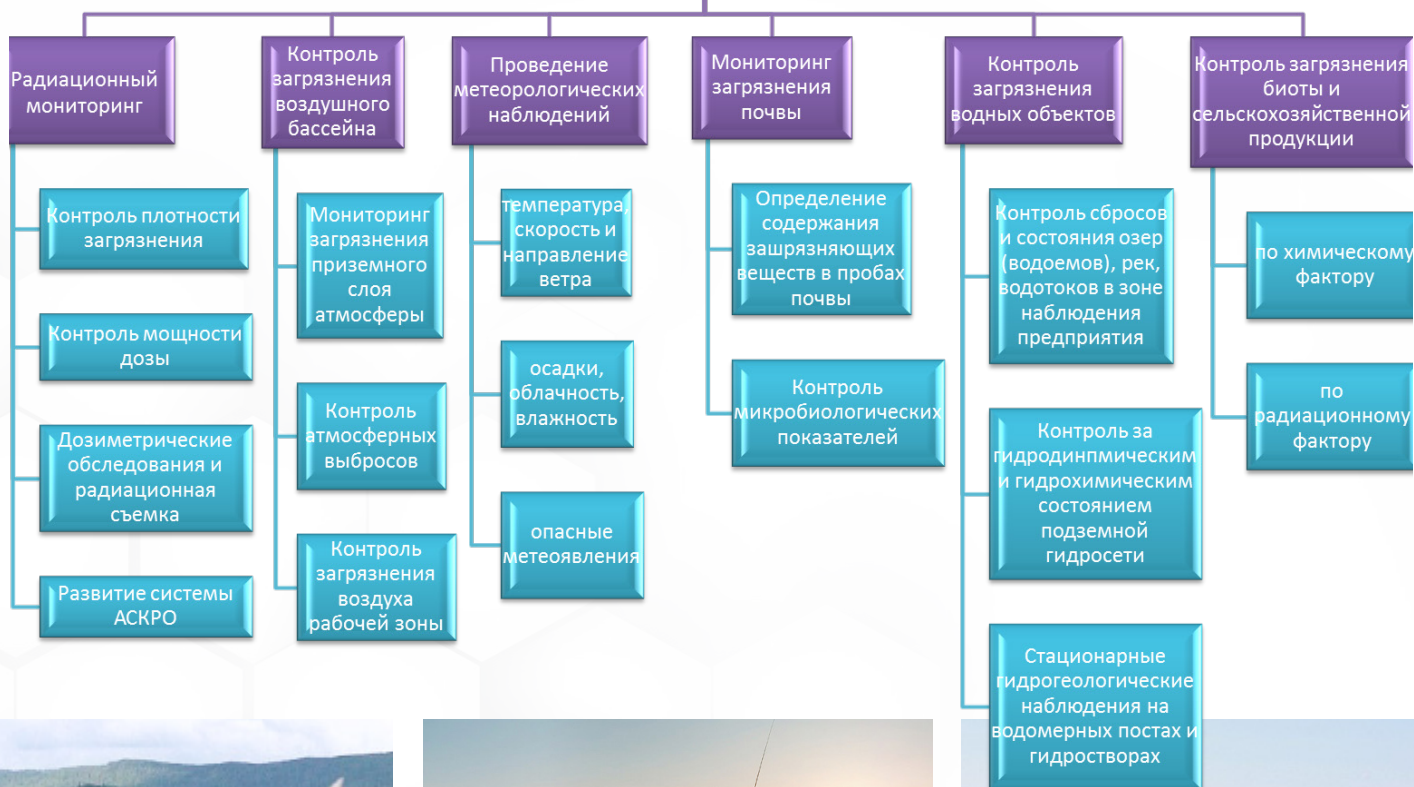 Радиационный
мониторинг
Контроль плотности
загрязнения
Контроль мощности
дозы
Дозиметрические
обследования и
радиационная
съемка
Развитие системы
АСКРО
Контроль
загрязнения
воздушного
бассейна
Мониторинг
загрязнения
приземного
слоя
атмосферы
Контроль
атмосферных
выбросов
Контроль
загрязнения
воздуха
рабочей зоны
Проведение
метеорологических
наблюдений
температура,
скорость и
направление
ветра
осадки,
облачность,
влажность
опасные
метеоявления
Мониторинг
загрязнения
почвы
Определение
содержания
зашрязняющих
веществ в пробах
почвы
Контроль
микробиологических
показателей
Контроль
загрязнения
водных объектов
Контроль сбросов
и состояния озер
(водоемов), рек,
водотоков в зоне
наблюдения
предприятия
Контроль за
гидродинпмическим
и гидрохимическим
состоянием
подземной
гидросети
Стационарные
гидрогеологические
наблюдения на
водомерных постах и
гидростворах
Контроль загрязнения
биоты и
сельскохозяйственной
продукции
по химическому
фактору
по
радиационному
фактору